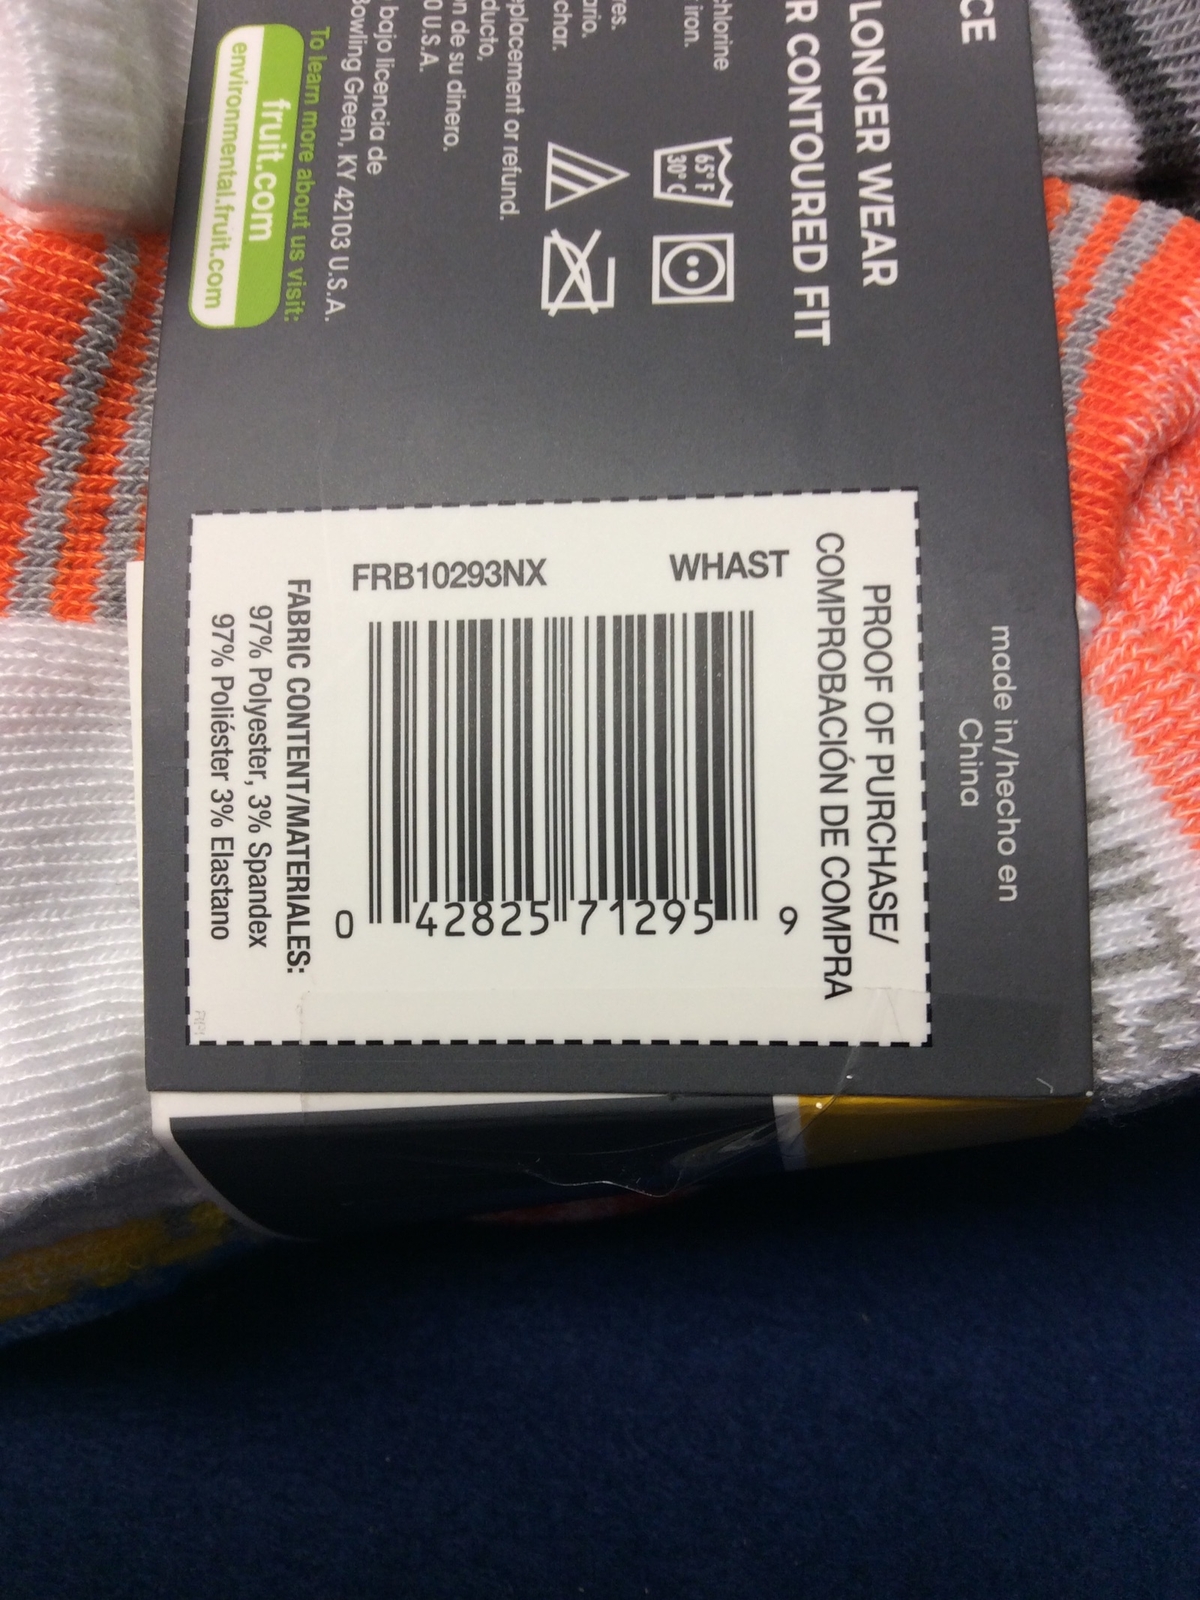 CE
LONGER WEAR
R CONTOURED FIT
chlorine
iron.
65°F
30°C
res.
ario.
char.
eplacement or refund.
ducto,
n de su dinero.
0 U.S.A.
bajo licencia de
Bowling Green, KY 42103 U.S.A.
To learn more about us visit:
fruit.com
environmental.fruit.com
made in/hecho en
China
PROOF OF PURCHASE/
COMPROBACIÓN DE COMPRA
FRB10293NX WHAST
0 42825 71295 9
FABRIC CONTENT/MATERIALES:
97% Polyester, 3% Spandex
97% Poliéster 3% Elastano